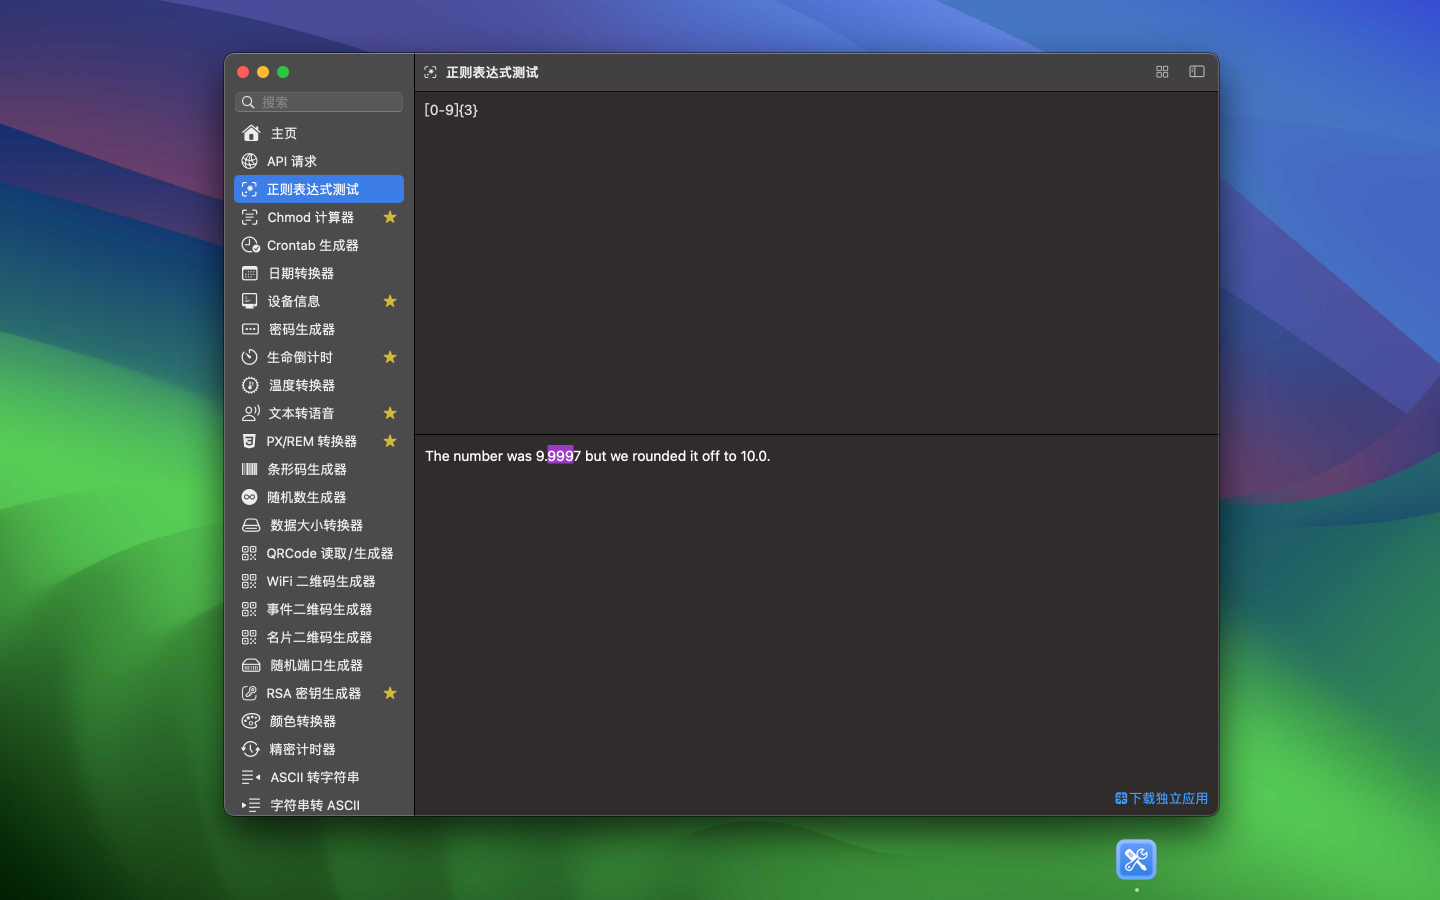 正则表达式测试
搜索
[0-9]{3}
主页
API 请求
正则表达式测试
Chmod 计算器
Crontab 生成器
日期转换器
设备信息
密码生成器
生命倒计时
温度转换器
文本转语音
PX/REM 转换器
The number was 9.9997 but we rounded it off to 10.0.
条形码生成器
随机数生成器
数据大小转换器
QRCode 读取/生成器
WiFi 二维码生成器
事件二维码生成器
名片二维码生成器
随机端口生成器
RSA 密钥生成器
颜色转换器
精密计时器
ASCII 转字符串
字符串转 ASCII
下载独立应用